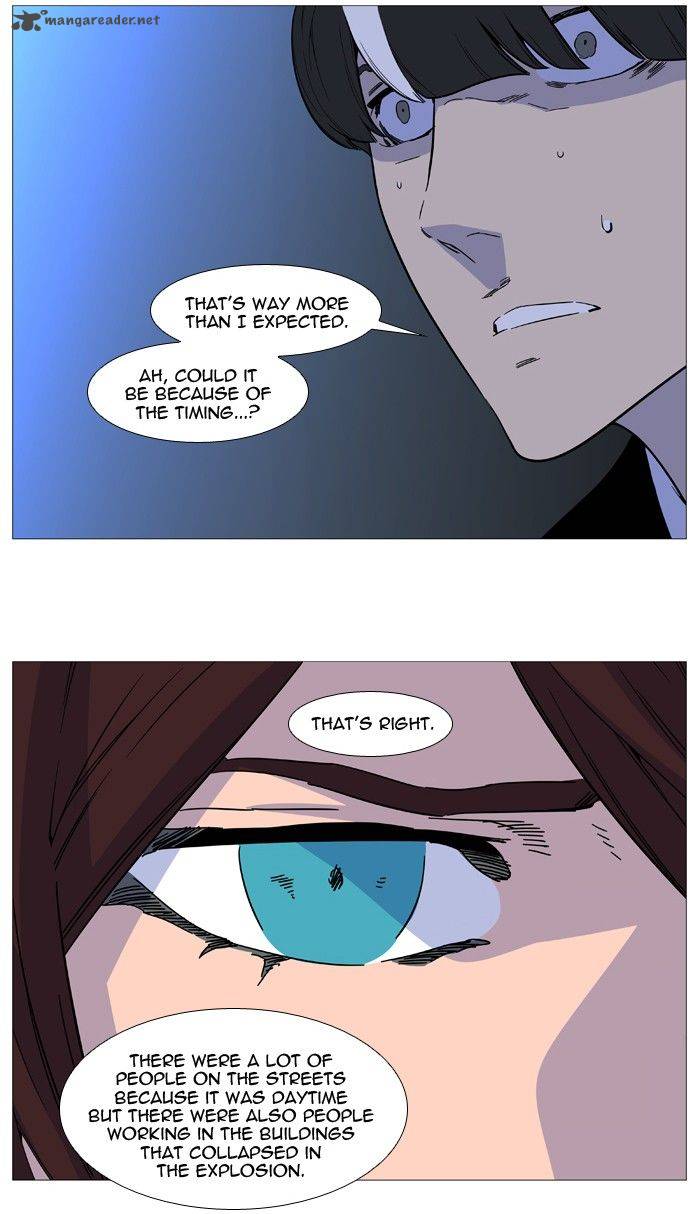 mangareader.net
THAT'S WAY MORE
THAN I EXPECTED.
AH, COULD IT
BE BECAUSE OF
THE TIMING...?
THAT'S RIGHT.
THERE WERE A LOT OF
PEOPLE ON THE STREETS
BECAUSE IT WAS DAYTIME
BUT THERE WERE ALSO PEOPLE
WORKING IN THE BUILDINGS
THAT COLLAPSED IN
THE EXPLOSION.